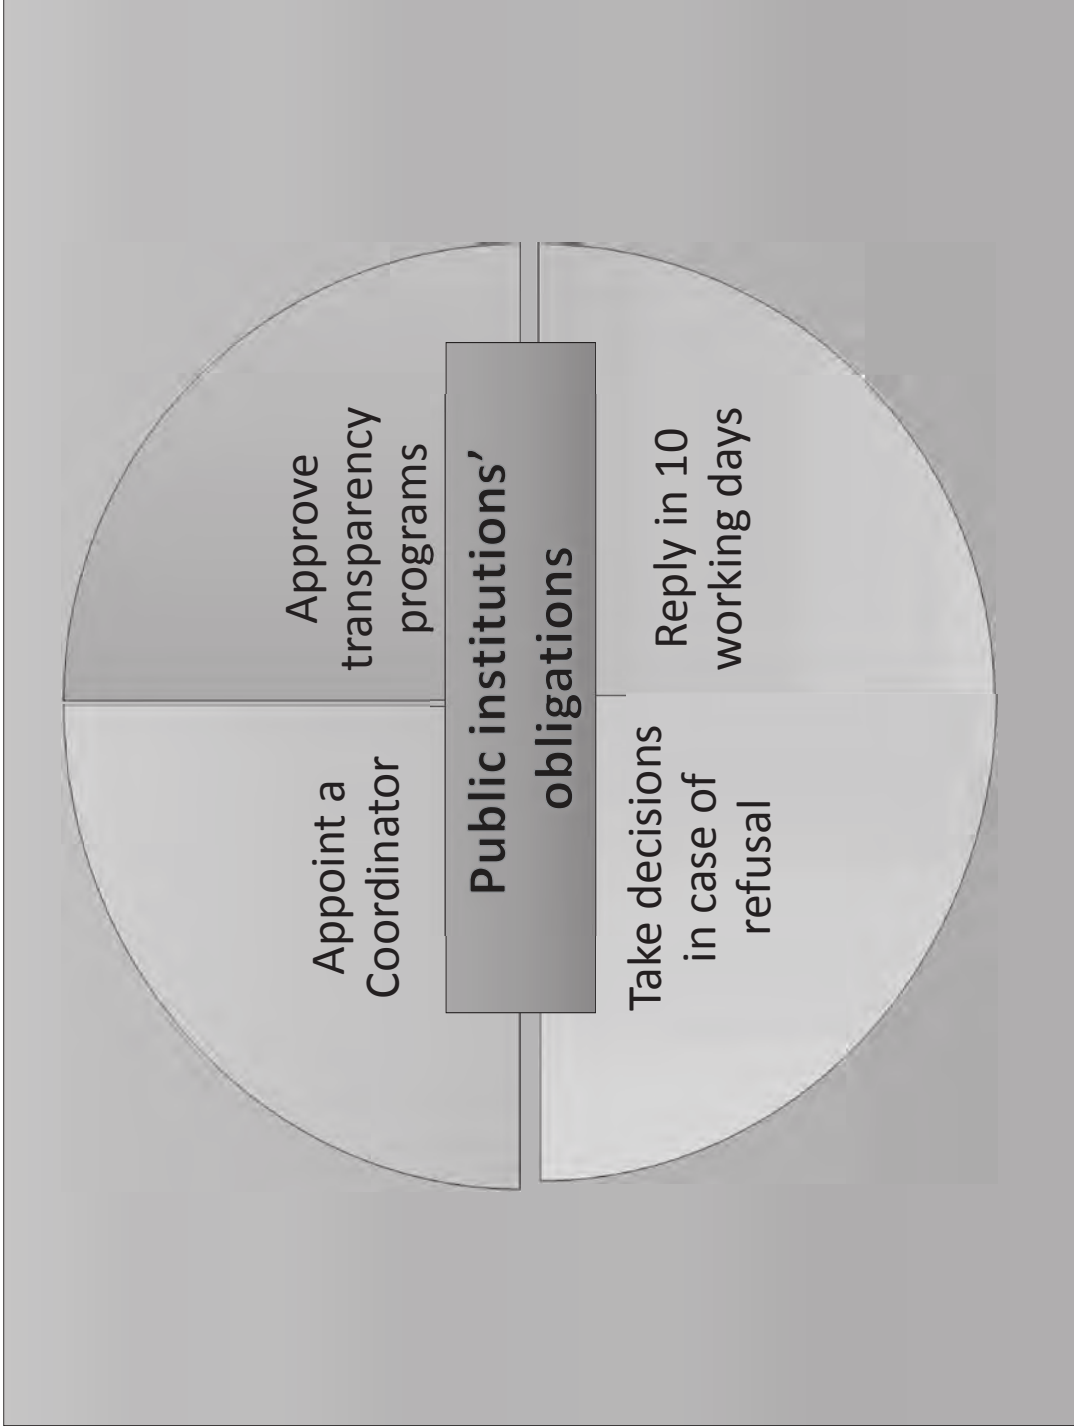 Appoint a
Coordinator
Approve
transparency
programs
Public institutions’
obligations
Take decisions
in case of
refusal
Reply in 10
working days